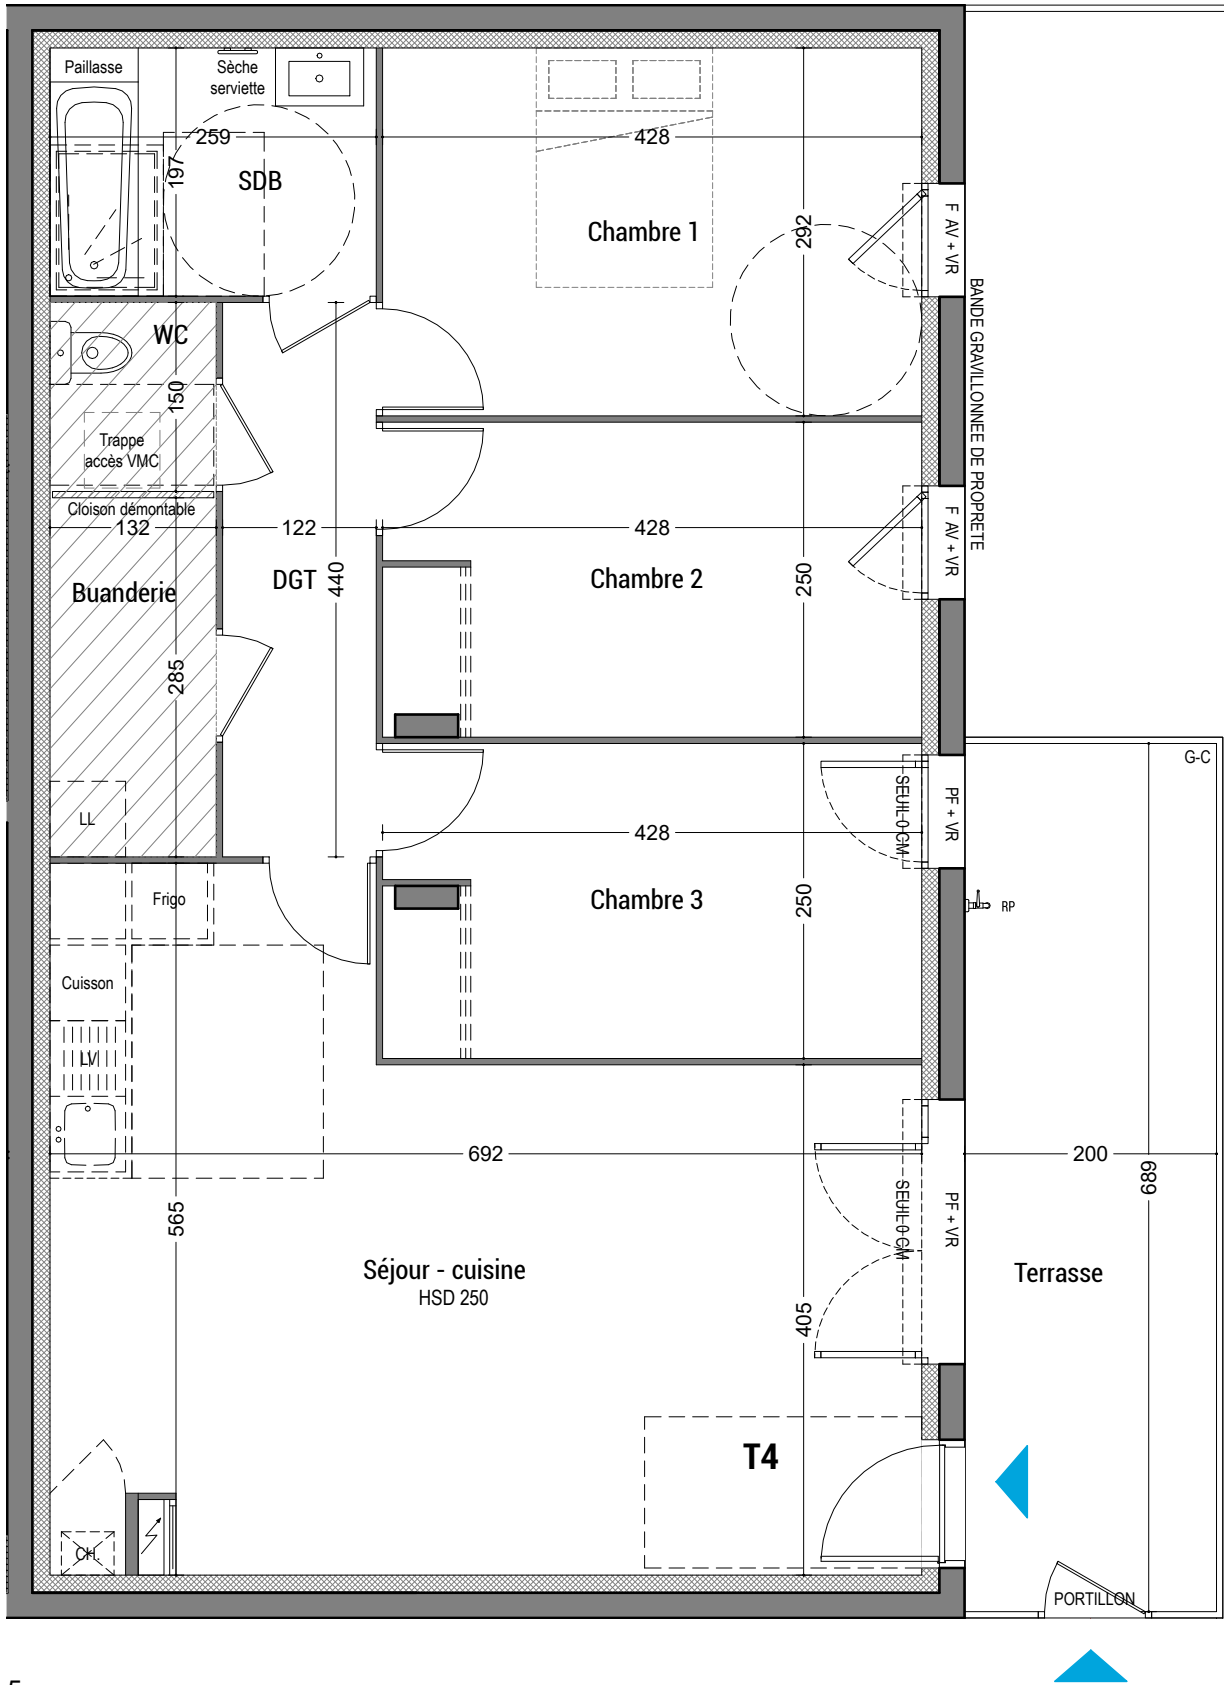 Paillasse
Sèche
serviette
259
428
197
SDB
Chambre 1
292
F AV + VR
BANDE GRAVILLONNEE DE PROPRETE
WC
150
Trappe
accès VMC
Cloison démontable
132
122
428
F AV + VR
Buanderie
DGT
440
Chambre 2
250
285
G-C
LL
428
SEUIL 0 CM
PF + VR
Frigo
Chambre 3
250
RP
Cuisson
LV
692
200
689
565
SEUIL 0 CM
PF + VR
Séjour - cuisine
HSD 250
Terrasse
405
T4
CH.
PORTILLON